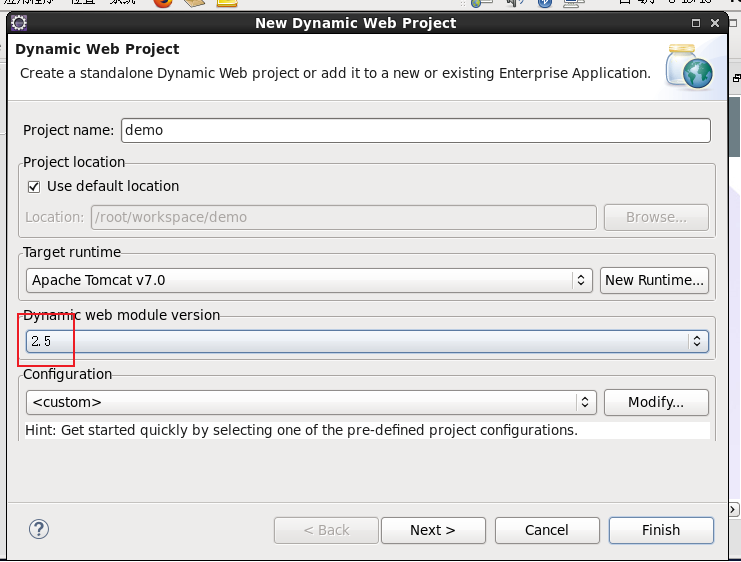 New Dynamic Web Project
Dynamic Web Project
Create a standalone Dynamic Web project or add it to a new or existing Enterprise Application.
Project name: demo
Project location
Use default location
Location: /root/workspace/demo Browse...
Target runtime
Apache Tomcat v7.0 New Runtime...
Dynamic web module version
2.5
Configuration
<custom> Modify...
Hint: Get started quickly by selecting one of the pre-defined project configurations.
? < Back Next > Cancel Finish